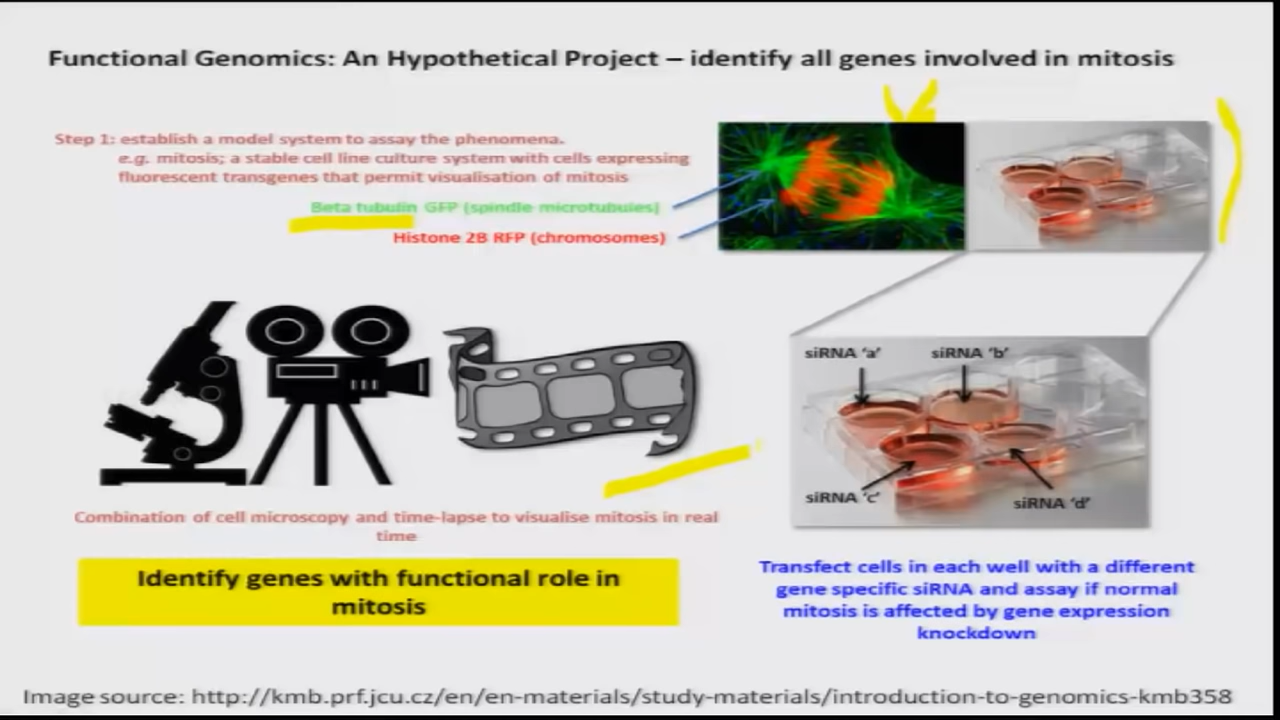 Functional Genomics: An Hypothetical Project – identify all genes involved in mitosis
Step 1: establish a model system to assay the phenomena.
e.g. mitosis; a stable cell line culture system with cells expressing
fluorescent transgenes that permit visualisation of mitosis
Beta tubulin GFP (spindle microtubules)
Histone 2B RFP (chromosomes)
siRNA 'a'
siRNA 'b'
siRNA 'c'
siRNA 'd'
Combination of cell microscopy and time-lapse to visualise mitosis in real
time
Identify genes with functional role in
mitosis
Transfect cells in each well with a different
gene specific siRNA and assay if normal
mitosis is affected by gene expression
knockdown
Image source: http://kmb.prf.jcu.cz/en/en-materials/study-materials/introduction-to-genomics-kmb358